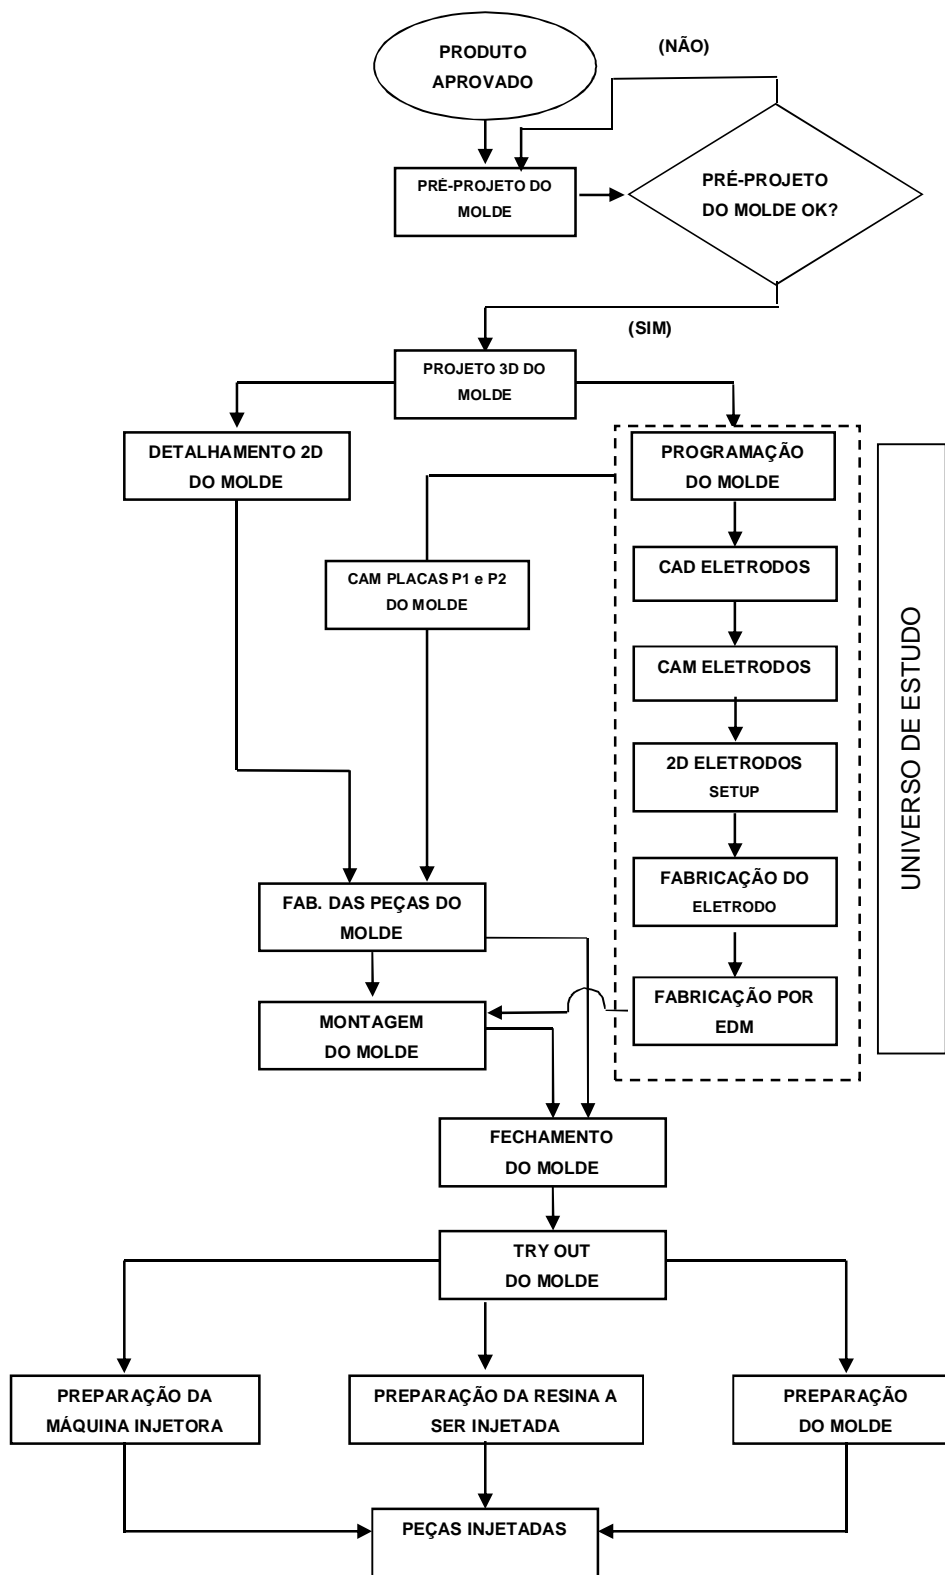 PRODUTO
APROVADO
(NÃO)
PRÉ-PROJETO DO
MOLDE
PRÉ-PROJETO
DO MOLDE OK?
(SIM)
PROJETO 3D DO
MOLDE
DETALHAMENTO 2D
DO MOLDE
PROGRAMAÇÃO
DO MOLDE
CAM PLACAS P1 e P2
DO MOLDE
CAD ELETRODOS
CAM ELETRODOS
2D ELETRODOS
SETUP
FABRICAÇÃO DO
ELETRODO
FABRICAÇÃO POR
EDM
UNIVERSO DE ESTUDO
FAB. DAS PEÇAS DO
MOLDE
MONTAGEM
DO MOLDE
FECHAMENTO
DO MOLDE
TRY OUT
DO MOLDE
PREPARAÇÃO DA
MÁQUINA INJETORA
PREPARAÇÃO DA RESINA A
SER INJETADA
PREPARAÇÃO
DO MOLDE
PEÇAS INJETADAS